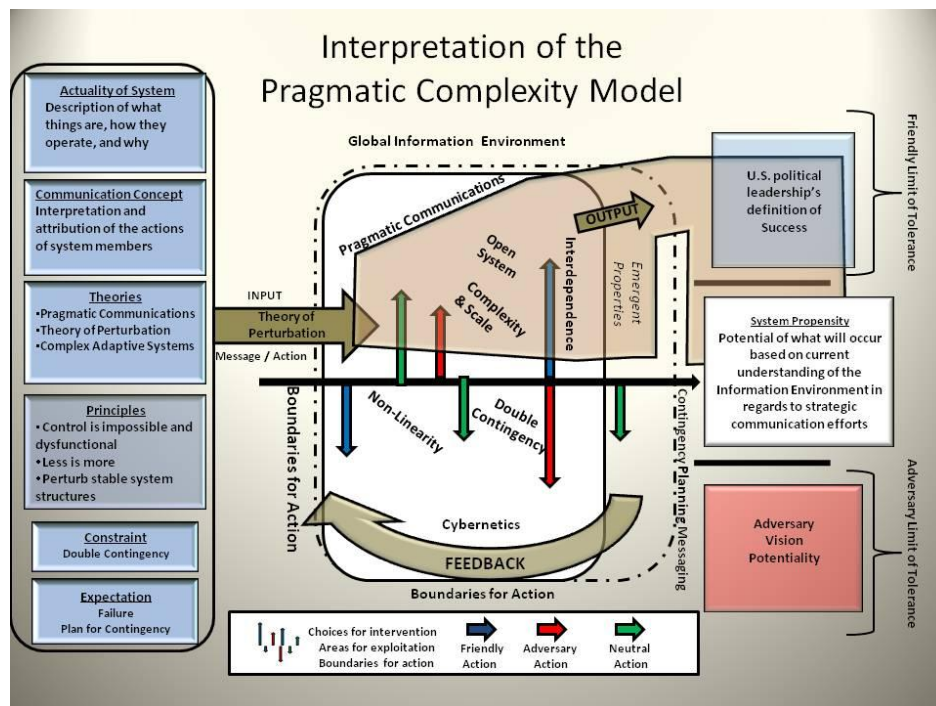 Interpretation of the
Pragmatic Complexity Model
Actuality of System
Description of what
things are, how they
operate, and why
Communication Concept
Interpretation and
attribution of the actions
of system members
Theories
•Pragmatic Communications
•Theory of Perturbation
•Complex Adaptive Systems
Principles
• Control is impossible and
dysfunctional
•Less is more
•Perturb stable system
structures
Constraint
Double Contingency
Expectation
Failure
Plan for Contingency
INPUT
Theory of
Perturbation
Message / Action
Global Information Environment
Pragmatic Communications
Open
System
Complexity
& Scale
Interdependence
OUTPUT
Emergent
Properties
Non-Linearity
Double
Contingency
Boundaries for Action
Cybernetics
FEEDBACK
Boundaries for Action
Contingency Planning Messaging
U.S. political
leadership's
definition of
Success
Friendly Limit of Tolerance
System Propensity
Potential of what will occur
based on current
understanding of the
Information Environment in
regards to strategic
communication efforts
Adversary
Vision
Potentiality
Adversary Limit of Tolerance
Choices for intervention
Areas for exploitation
Boundaries for action
Friendly
Action
Adversary
Action
Neutral
Action